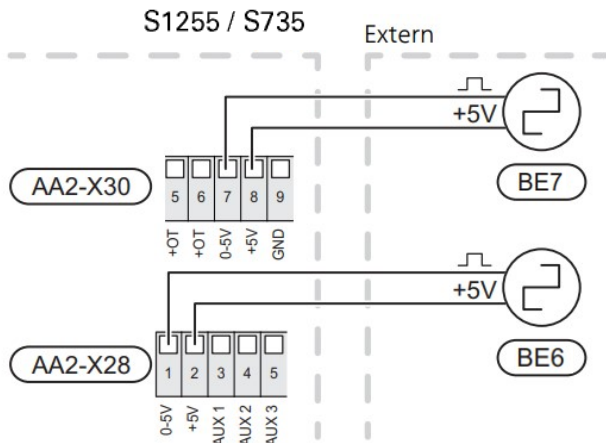 S1255 / S735
Extern
+5V
BE7
AA2-X30
5 6 7 8 9
+OT +OT 0-5V +5V GND
+5V
BE6
AA2-X28
1 2 3 4 5
0-5V +5V AUX 1 AUX 2 AUX 3